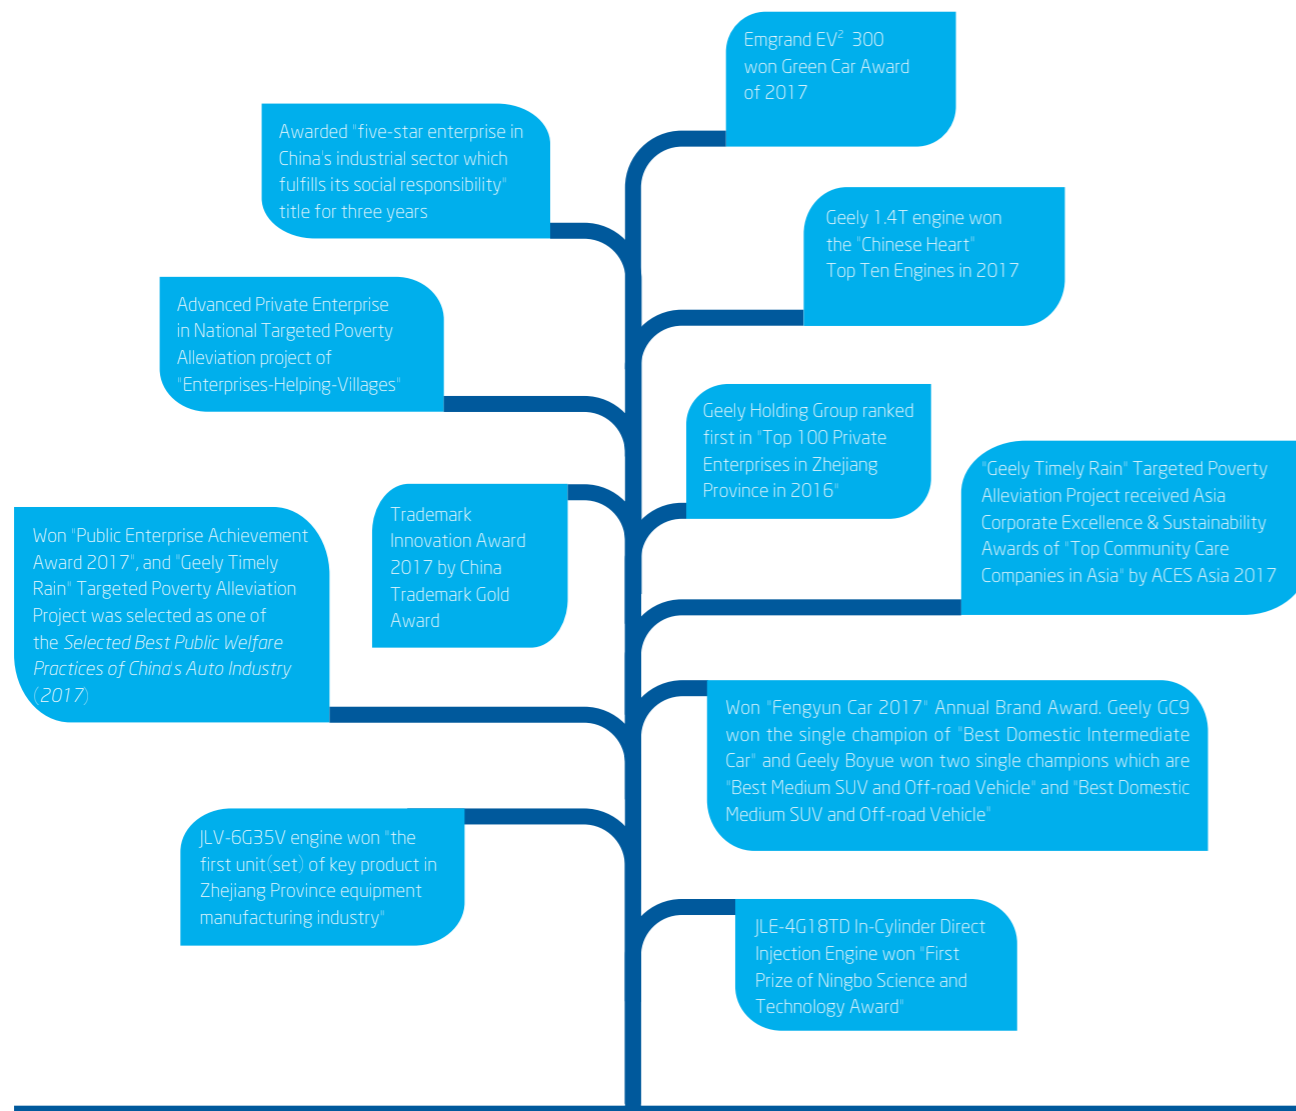 Emgrand EV² 300
won Green Car Award
of 2017
Awarded "five-star enterprise in
China's industrial sector which
fulfills its social responsibility"
title for three years
Geely 1.4T engine won
the "Chinese Heart"
Top Ten Engines in 2017
Advanced Private Enterprise
in National Targeted Poverty
Alleviation project of
"Enterprises-Helping-Villages"
Geely Holding Group ranked
first in "Top 100 Private
Enterprises in Zhejiang
Province in 2016"
"Geely Timely Rain" Targeted Poverty
Alleviation Project received Asia
Corporate Excellence & Sustainability
Awards of "Top Community Care
Companies in Asia" by ACES Asia 2017
Trademark
Innovation Award
2017 by China
Trademark Gold
Award
Won "Public Enterprise Achievement
Award 2017", and "Geely Timely
Rain" Targeted Poverty Alleviation
Project was selected as one of
the Selected Best Public Welfare
Practices of China's Auto Industry
(2017)
Won "Fengyun Car 2017" Annual Brand Award. Geely GC9
won the single champion of "Best Domestic Intermediate
Car" and Geely Boyue won two single champions which are
"Best Medium SUV and Off-road Vehicle" and "Best Domestic
Medium SUV and Off-road Vehicle"
JLV-6G35V engine won "the
first unit(set) of key product in
Zhejiang Province equipment
manufacturing industry"
JLE-4G18TD In-Cylinder Direct
Injection Engine won "First
Prize of Ningbo Science and
Technology Award"